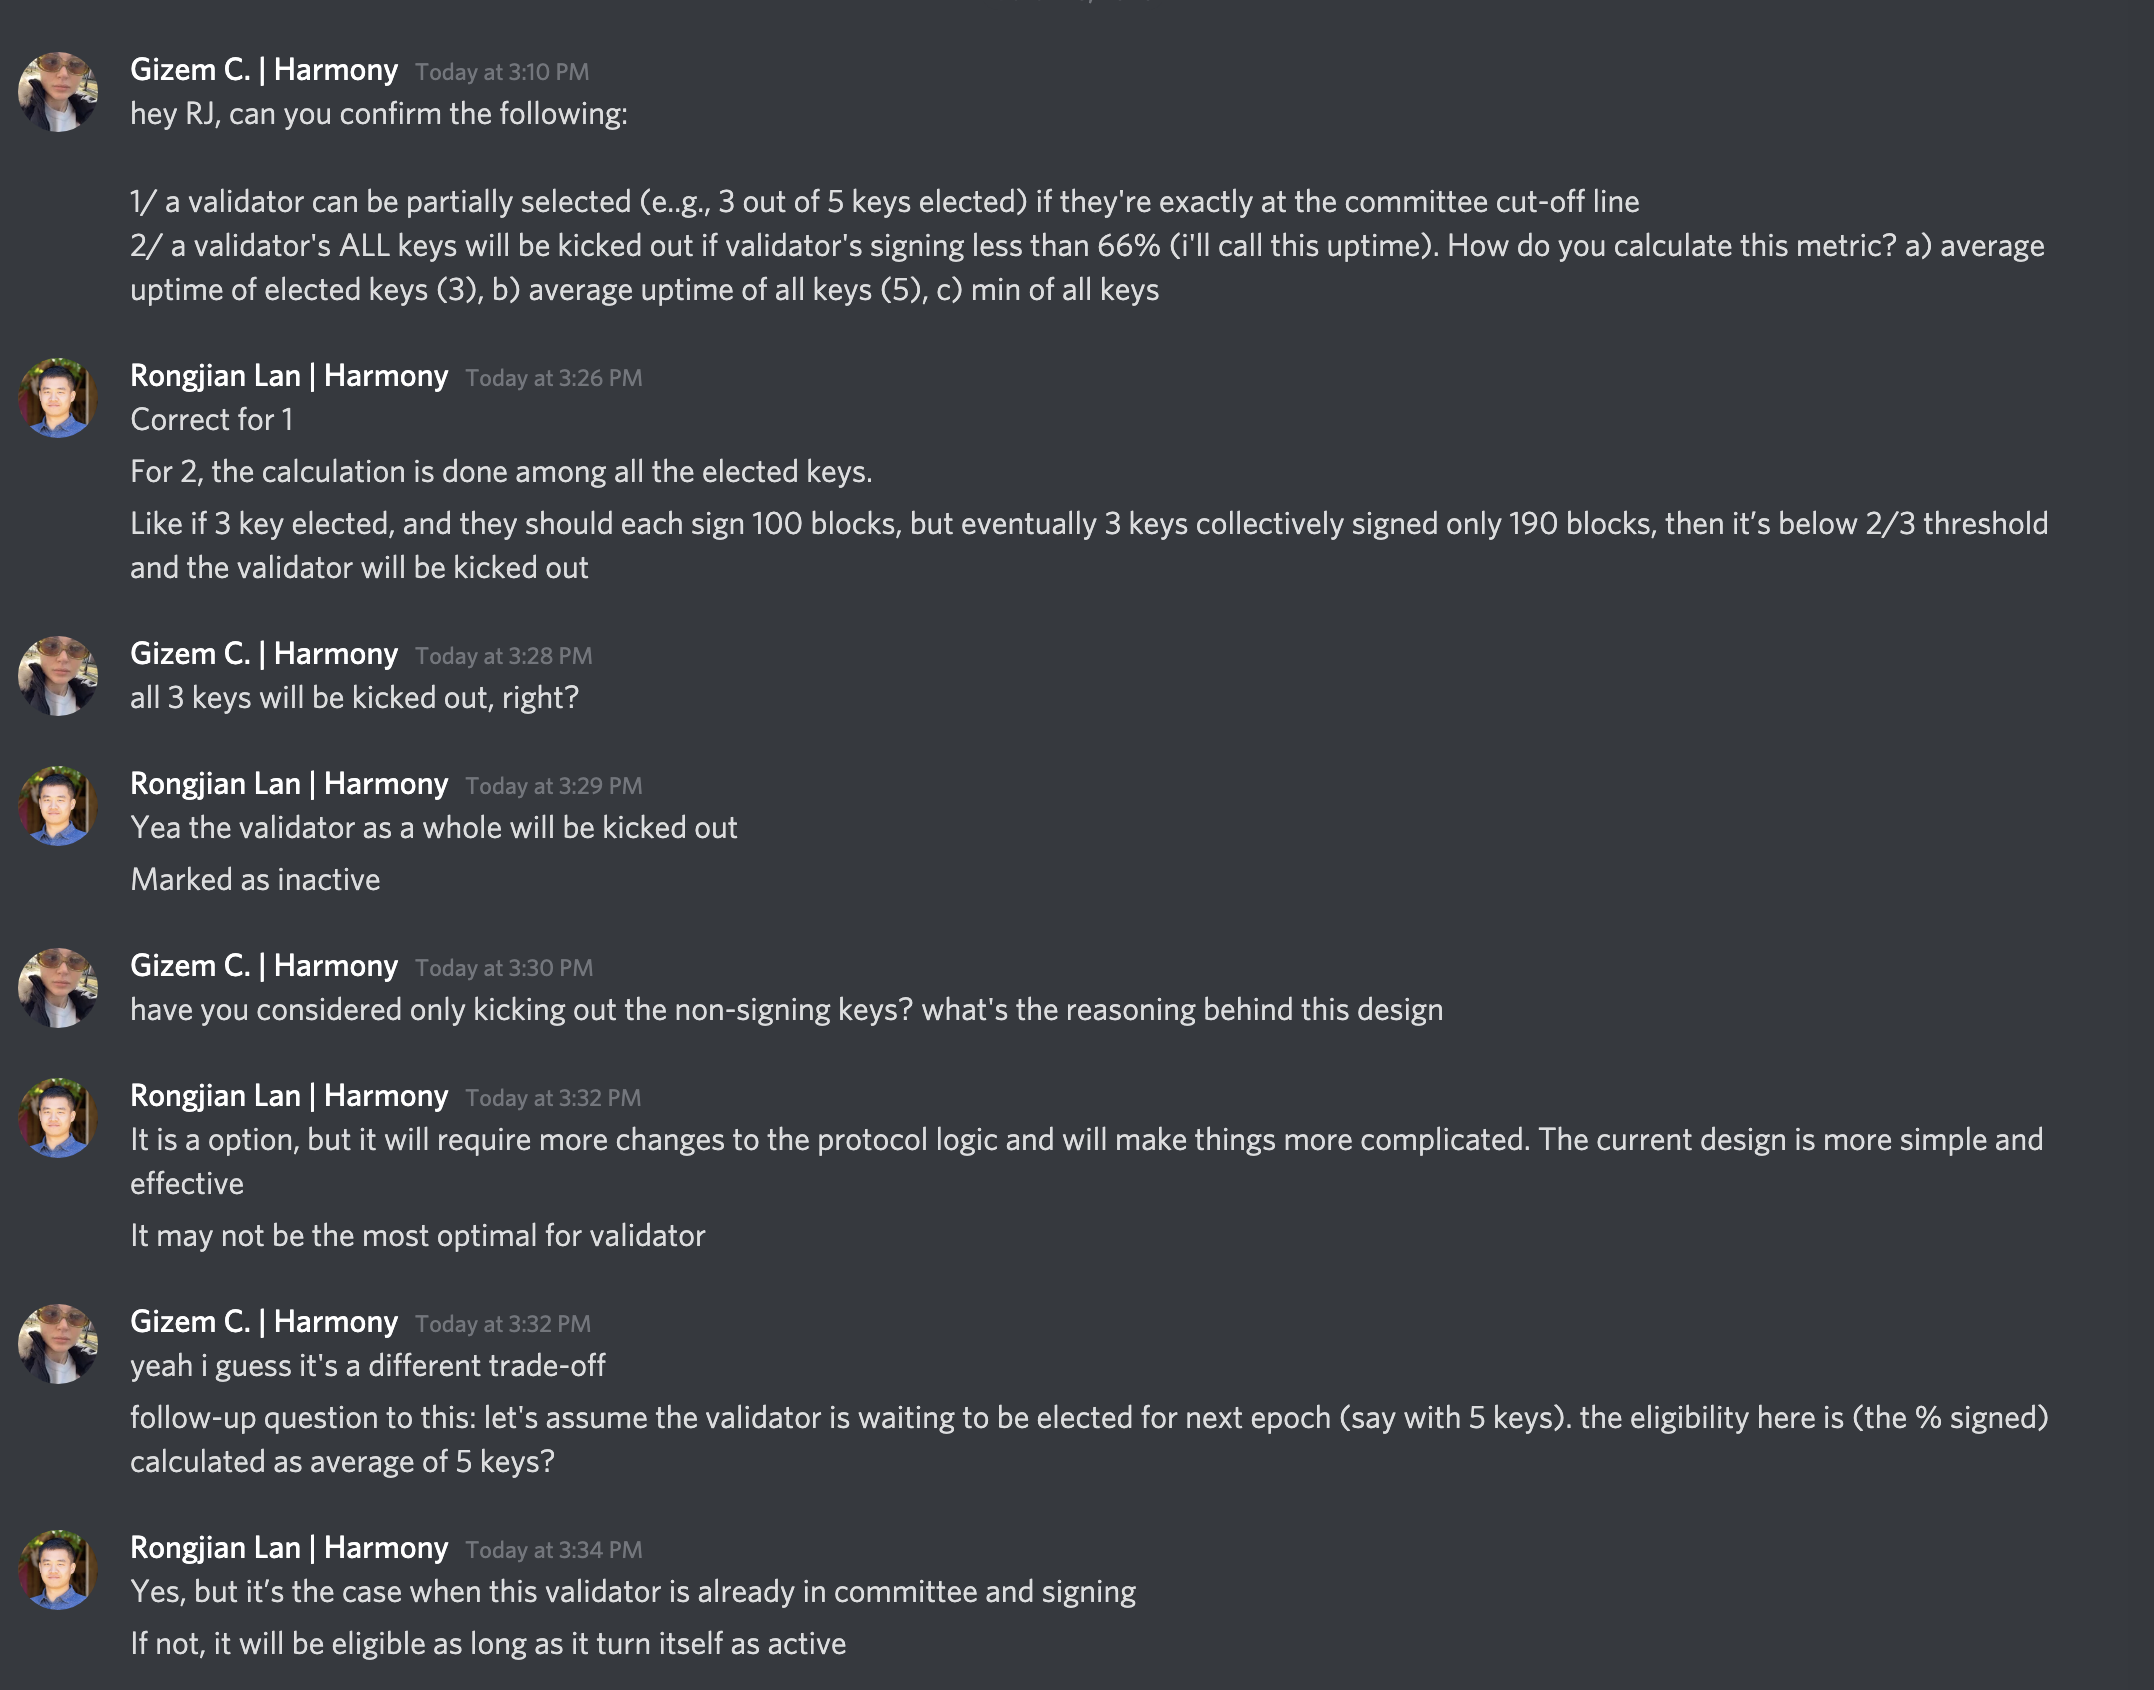 Gizem C. | Harmony Today at 3:10 PM
hey RJ, can you confirm the following:
1/ a validator can be partially selected (e..g., 3 out of 5 keys elected) if they're exactly at the committee cut-off line
2/ a validator's ALL keys will be kicked out if validator's signing less than 66% (i'll call this uptime). How do you calculate this metric? a) average
uptime of elected keys (3), b) average uptime of all keys (5), c) min of all keys
Rongjian Lan | Harmony Today at 3:26 PM
Correct for 1
For 2, the calculation is done among all the elected keys.
Like if 3 key elected, and they should each sign 100 blocks, but eventually 3 keys collectively signed only 190 blocks, then it’s below 2/3 threshold
and the validator will be kicked out
Gizem C. | Harmony Today at 3:28 PM
all 3 keys will be kicked out, right?
Rongjian Lan | Harmony Today at 3:29 PM
Yea the validator as a whole will be kicked out
Marked as inactive
Gizem C. | Harmony Today at 3:30 PM
have you considered only kicking out the non-signing keys? what's the reasoning behind this design
Rongjian Lan | Harmony Today at 3:32 PM
It is a option, but it will require more changes to the protocol logic and will make things more complicated. The current design is more simple and
effective
It may not be the most optimal for validator
Gizem C. | Harmony Today at 3:32 PM
yeah i guess it's a different trade-off
follow-up question to this: let's assume the validator is waiting to be elected for next epoch (say with 5 keys). the eligibility here is (the % signed)
calculated as average of 5 keys?
Rongjian Lan | Harmony Today at 3:34 PM
Yes, but it’s the case when this validator is already in committee and signing
If not, it will be eligible as long as it turn itself as active